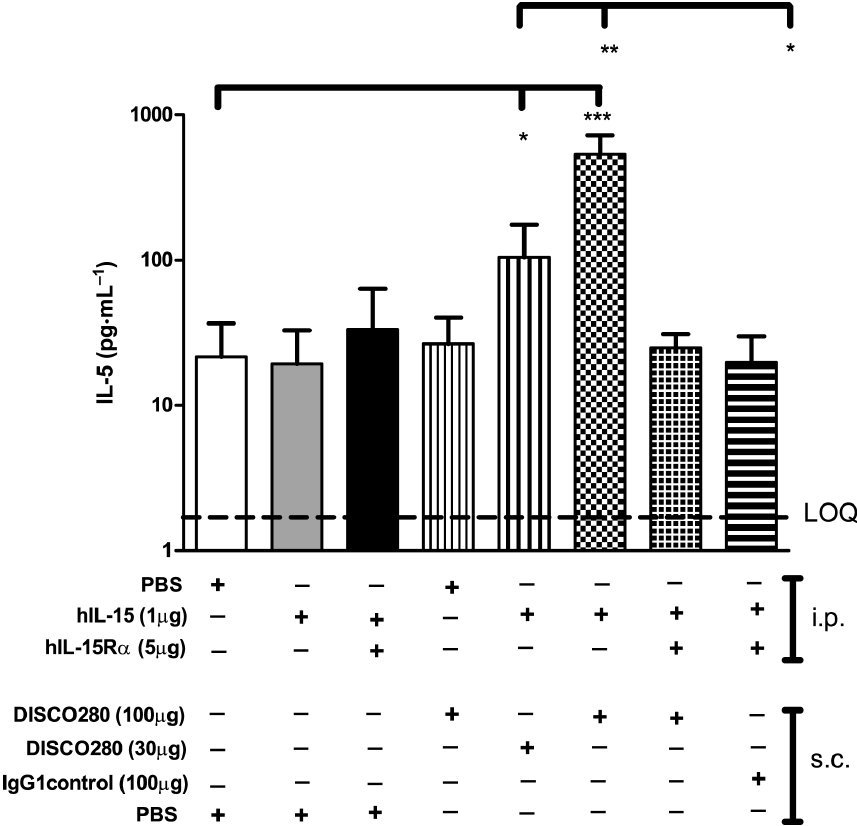 ** *
1000
* ***
100
IL-5 (pg·mL⁻¹)
10
LOQ
1
PBS + – – + – – – –
hIL-15 (1μg) – + + – + + + +
hIL-15Rα (5μg) – – + – – – + +
i.p.
DISCO280 (100μg) – – – + – + + –
DISCO280 (30μg) – – – – + – – –
IgG1control (100μg) – – – – – – – +
PBS + + + – – – – –
s.c.